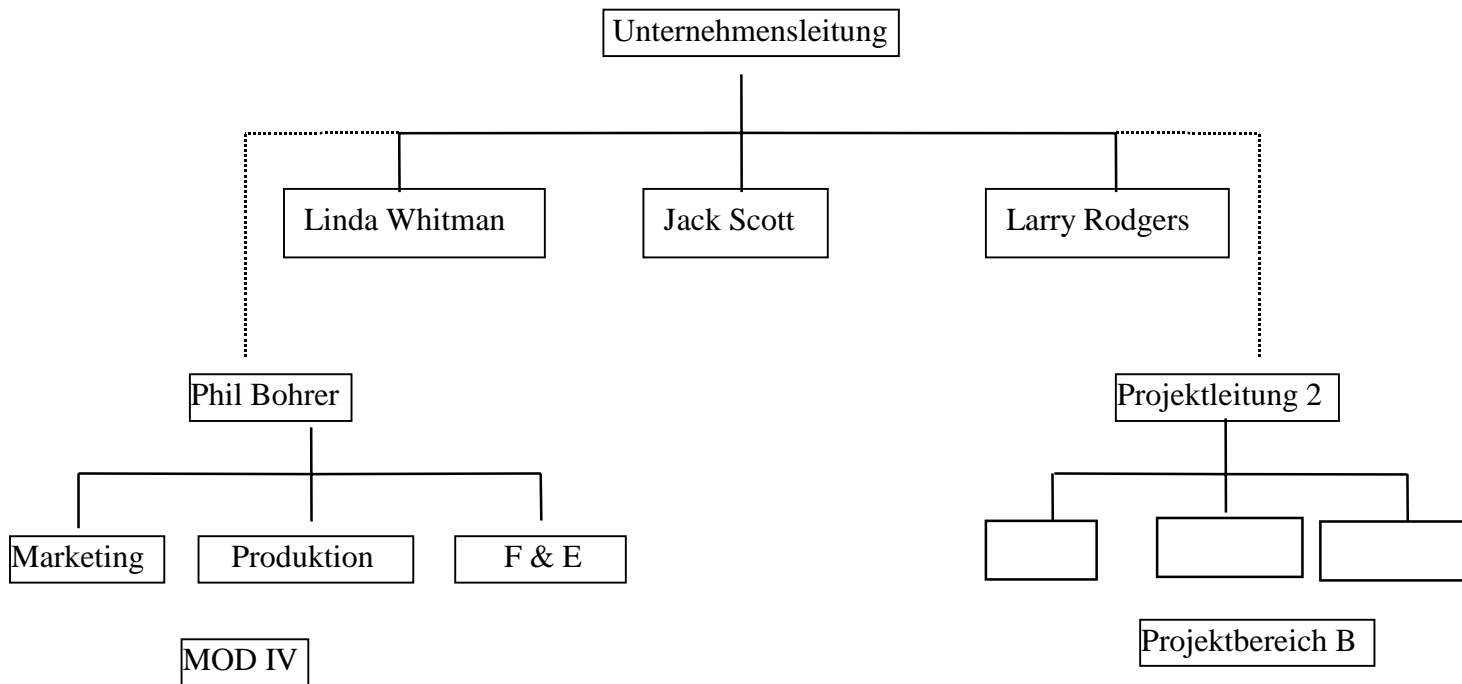 Unternehmensleitung
Linda Whitman
Jack Scott
Larry Rodgers
Phil Bohrer
Projektleitung 2
Marketing
Produktion
F & E
MOD IV
Projektbereich B